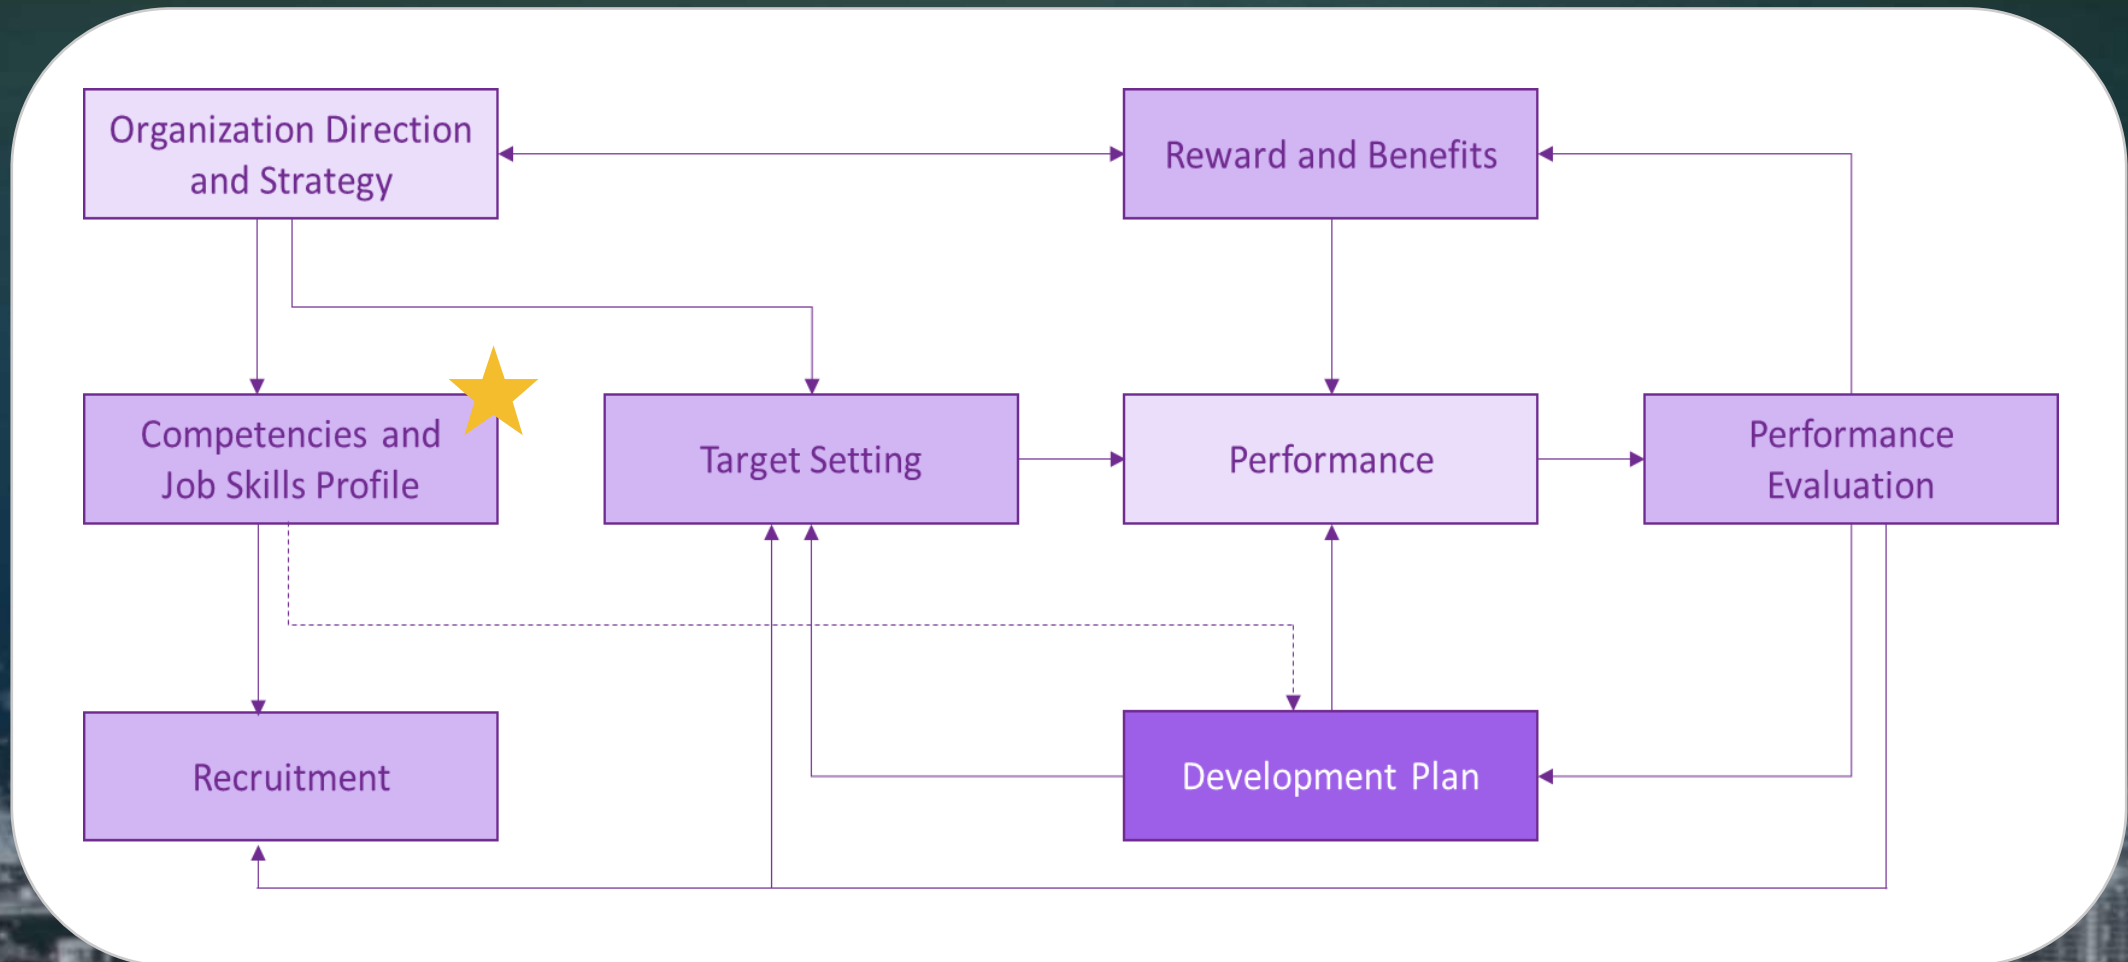 Organization Direction
and Strategy
Reward and Benefits
Competencies and
Job Skills Profile
Target Setting
Performance
Performance
Evaluation
Recruitment
Development Plan